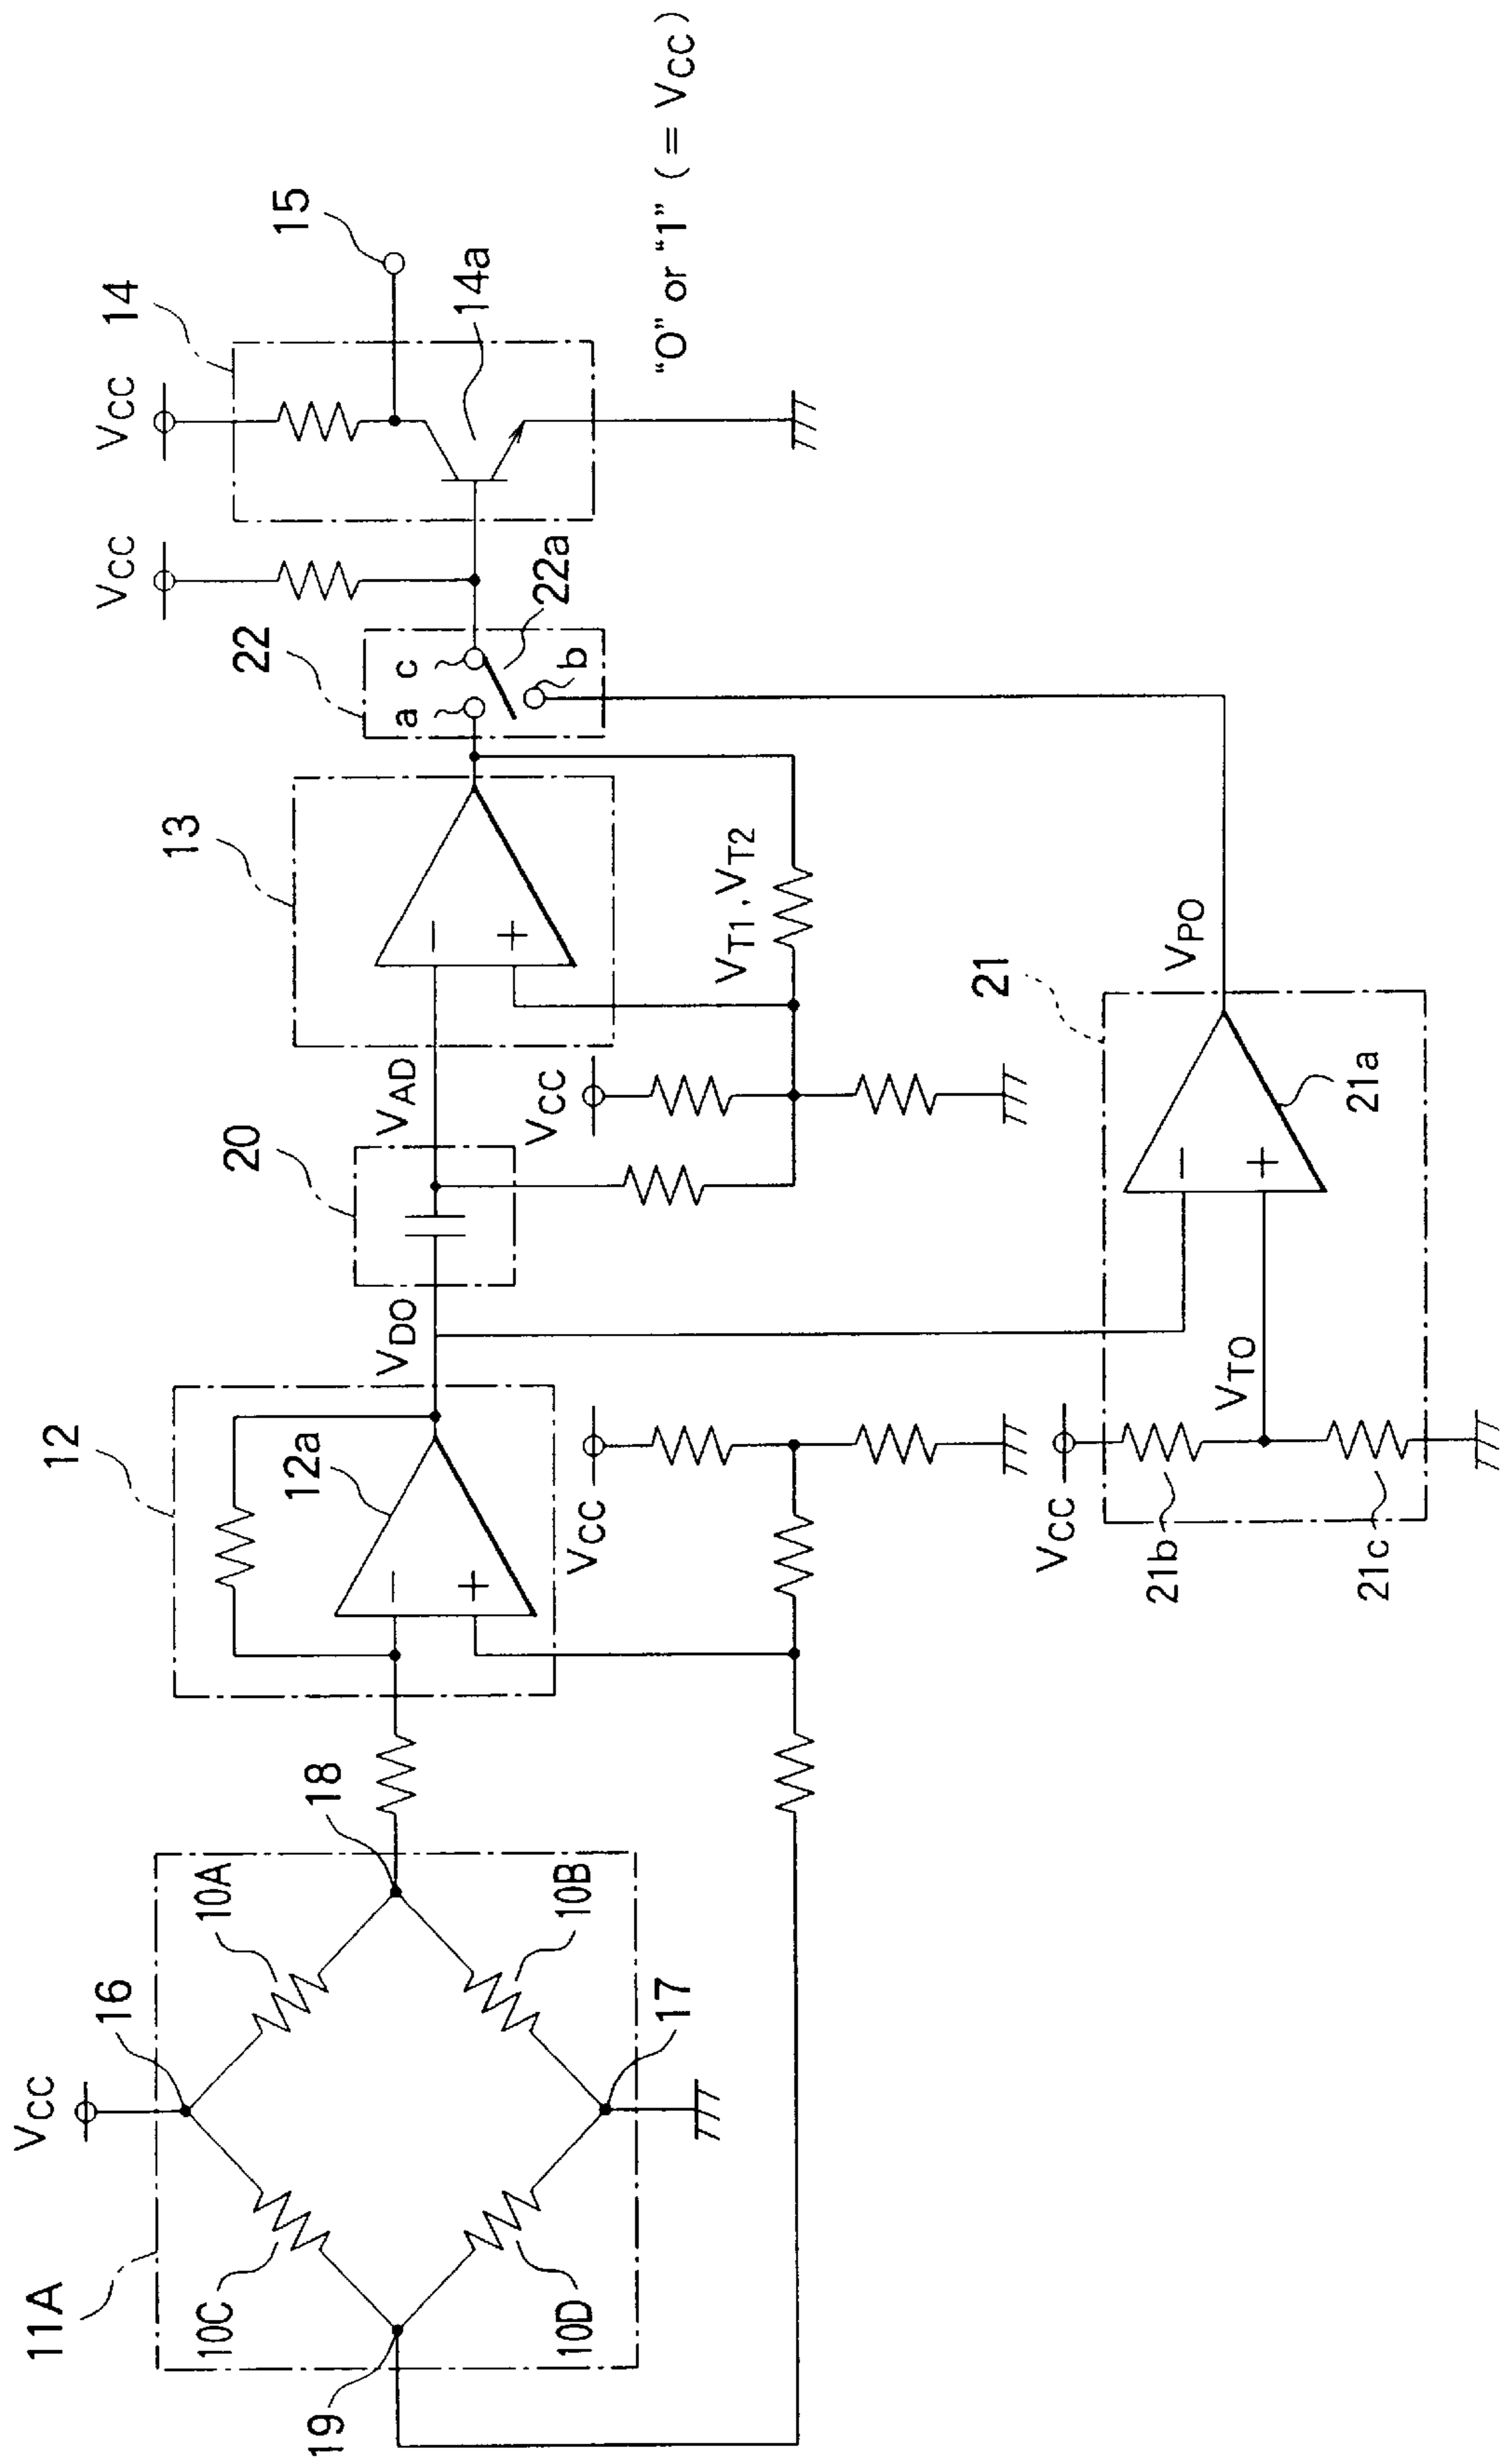 11A
VCC
16
10C
10A
18
19
10D
10B
17
12
12a
VDO
VCC
20
VAD
VCC
13
VT1, VT2
22
a
c
b
22a
VCC
VCC
14
14a
15
"0" or "1" (= VCC)
VCC
21b
21c
VTO
21
21a
VPO